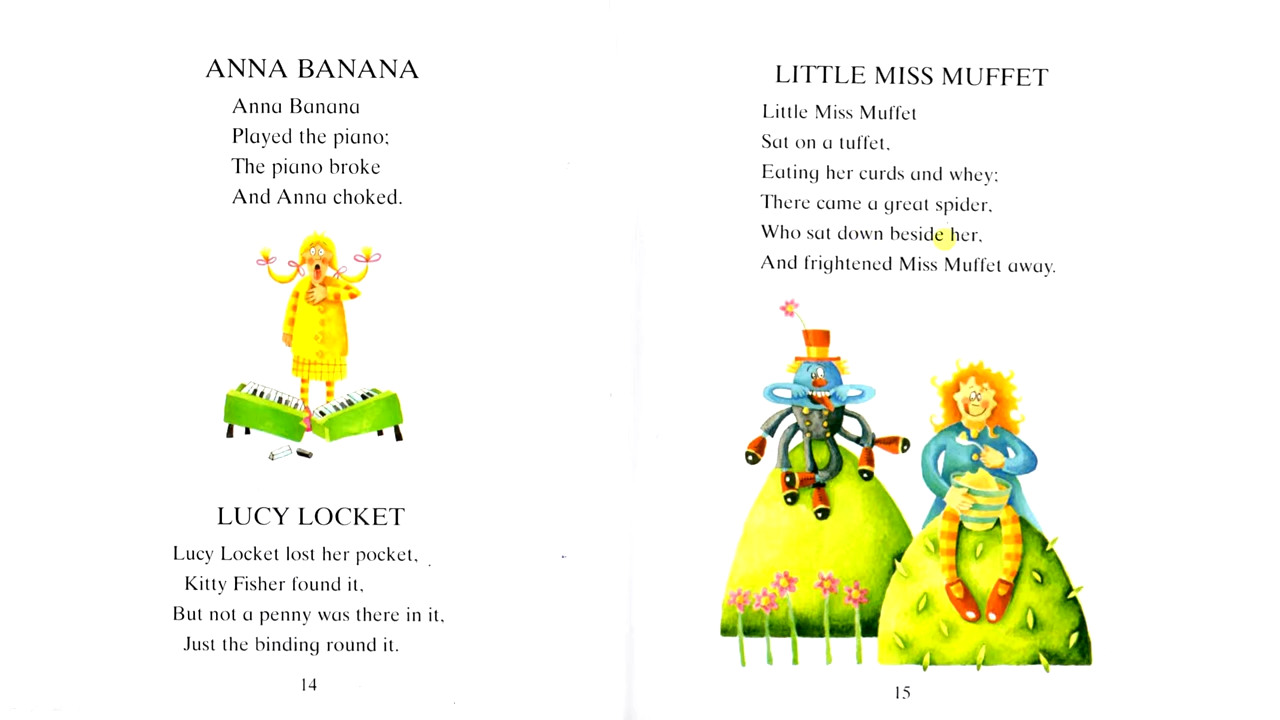 ANNA BANANA
Anna Banana
Played the piano;
The piano broke
And Anna choked.
LUCY LOCKET
Lucy Locket lost her pocket,
Kitty Fisher found it,
But not a penny was there in it,
Just the binding round it.
14
LITTLE MISS MUFFET
Little Miss Muffet
Sat on a tuffet,
Eating her curds and whey;
There came a great spider,
Who sat down beside her,
And frightened Miss Muffet away.
15